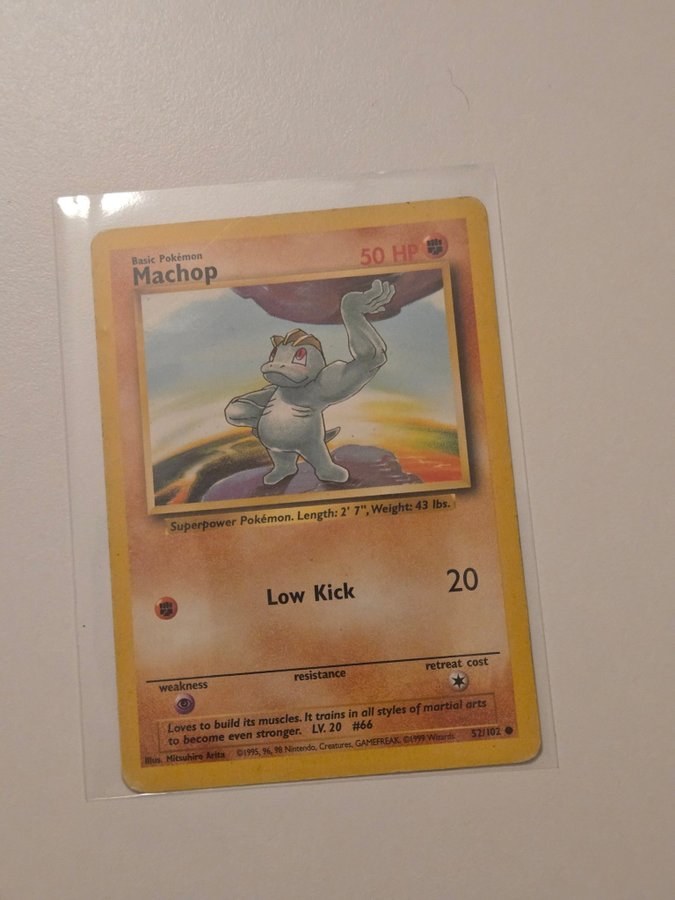 Basic Pokémon
Machop
50 HP
Superpower Pokémon. Length: 2' 7", Weight: 43 lbs.
Low Kick
20
weakness
resistance
retreat cost
Loves to build its muscles. It trains in all styles of martial arts
to become even stronger. LV. 20 #66
Illus. Mitsuhiro Arita ©1995, 96, 98 Nintendo, Creatures, GAMEFREAK. ©1999 Wizards. 52/102